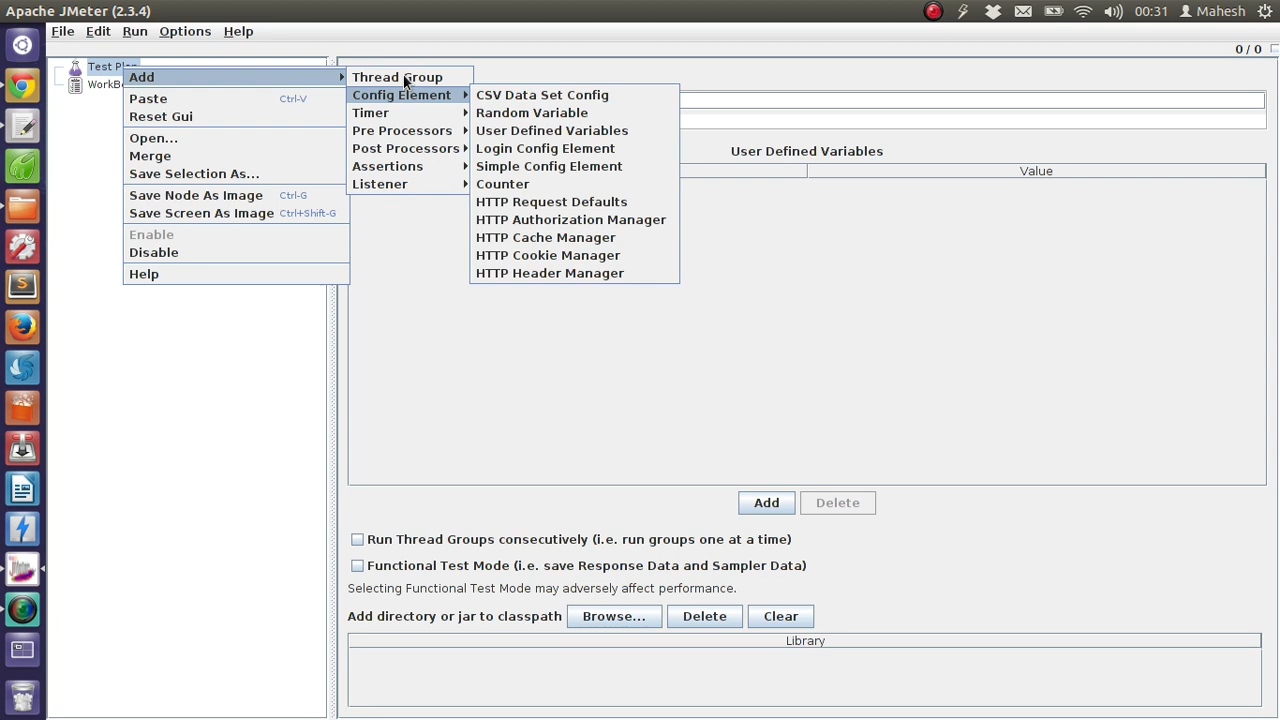 Apache JMeter (2.3.4)
00:31 Mahesh
File Edit Run Options Help
0 / 0
Test Plan
Add
Thread Group
WorkB
Config Element
CSV Data Set Config
Paste Ctrl-V
Timer
Random Variable
Reset Gui
Pre Processors
User Defined Variables
Open...
Post Processors
Login Config Element
User Defined Variables
Merge
Assertions
Simple Config Element
Value
Save Selection As...
Listener
Counter
Save Node As Image Ctrl-G
HTTP Request Defaults
Save Screen As Image Ctrl+Shift-G
HTTP Authorization Manager
Enable
HTTP Cache Manager
Disable
HTTP Cookie Manager
Help
HTTP Header Manager
Add Delete
Run Thread Groups consecutively (i.e. run groups one at a time)
Functional Test Mode (i.e. save Response Data and Sampler Data)
Selecting Functional Test Mode may adversely affect performance.
Add directory or jar to classpath Browse... Delete Clear
Library